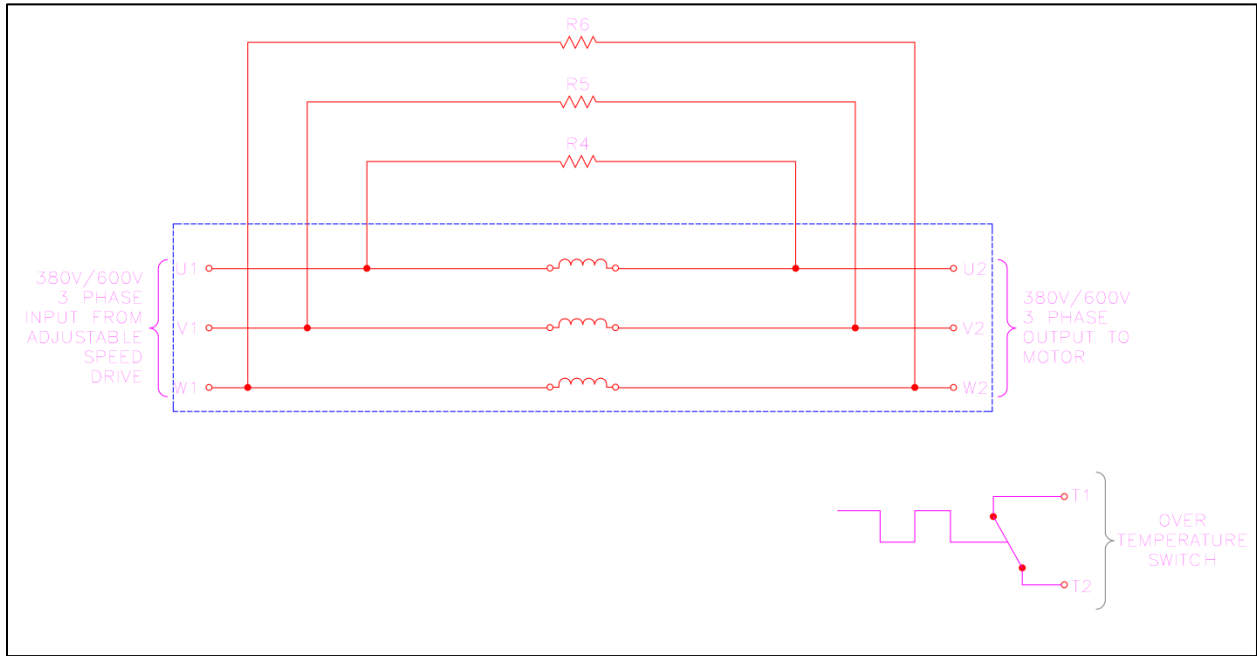 R6
R5
R4
U1
U2
380V/600V
3 PHASE
INPUT FROM
ADJUSTABLE
SPEED
DRIVE
V1
V2
380V/600V
3 PHASE
OUTPUT TO
MOTOR
W1
W2
T1
OVER
TEMPERATURE
SWITCH
T2